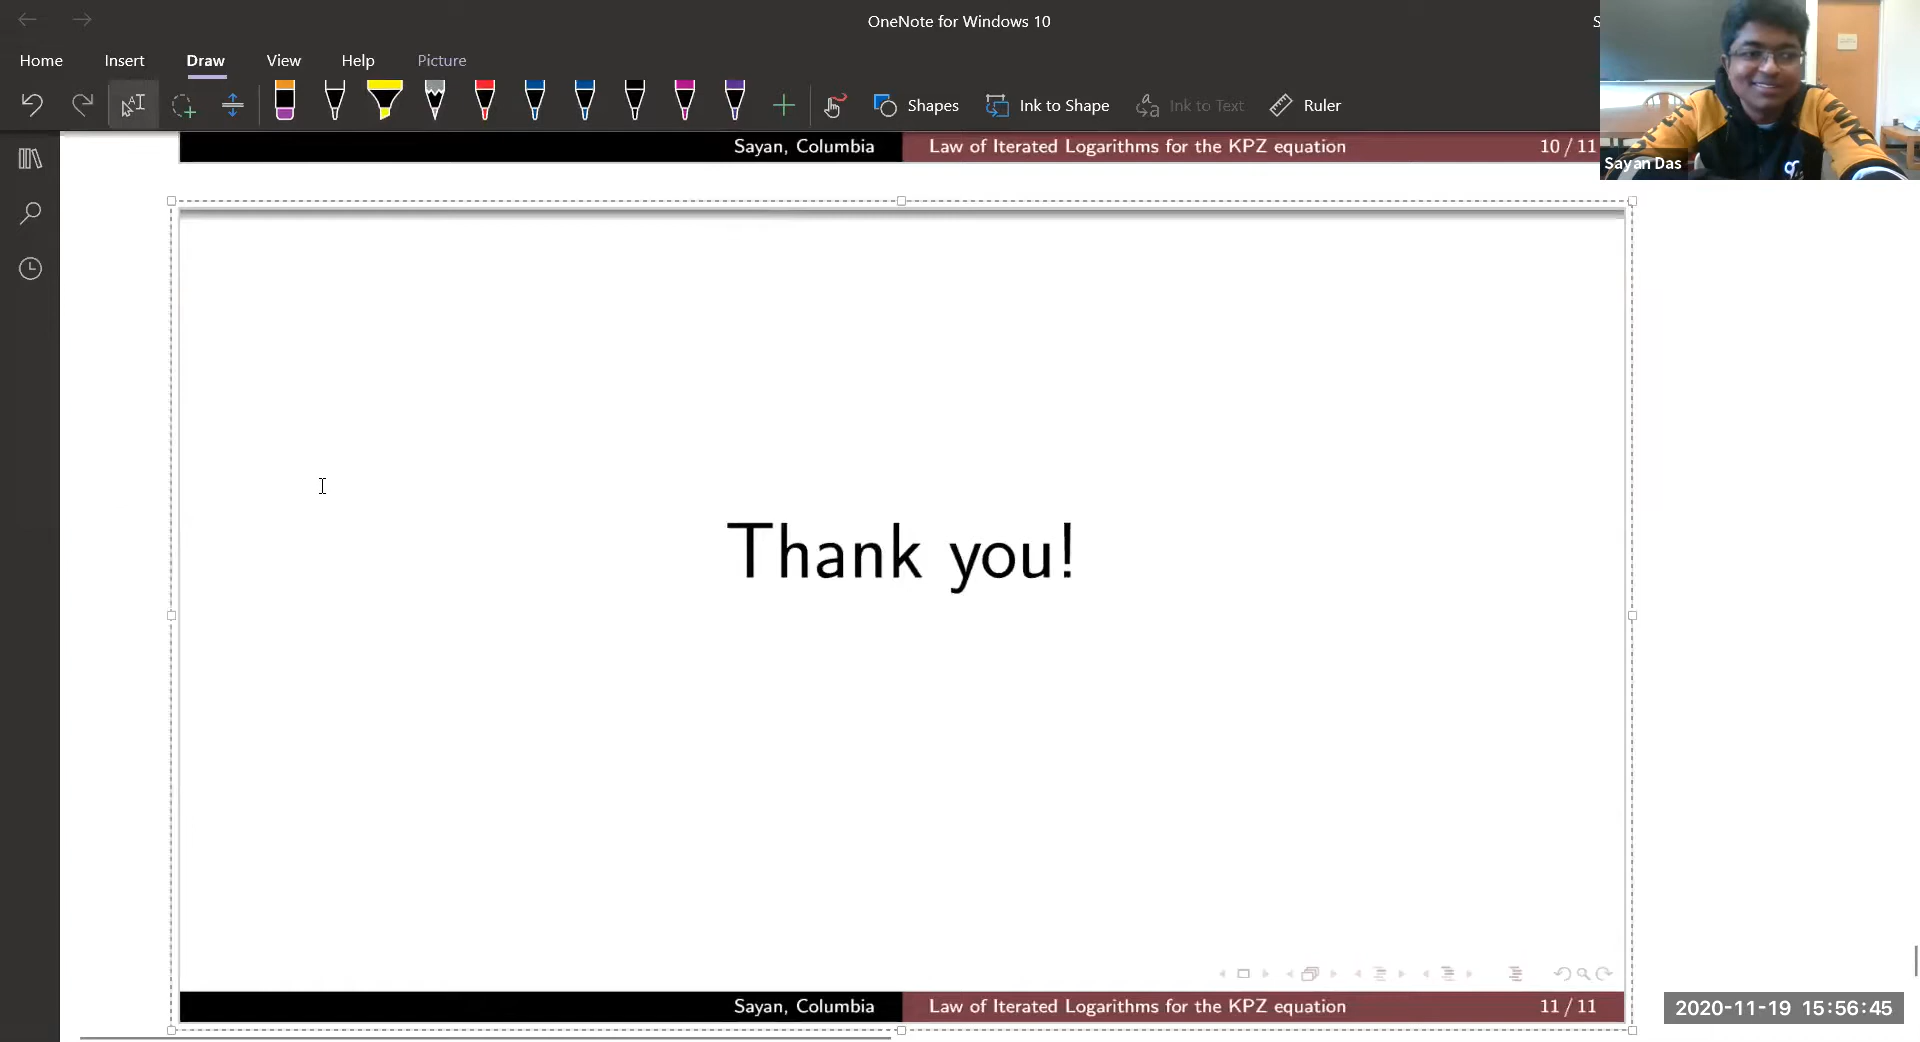 OneNote for Windows 10
S
Home Insert Draw View Help Picture
Shapes Ink to Shape Ink to Text Ruler
Sayan, Columbia Law of Iterated Logarithms for the KPZ equation 10 / 11
Sayan Das
Thank you!
Sayan, Columbia Law of Iterated Logarithms for the KPZ equation 11 / 11
2020-11-19 15:56:45